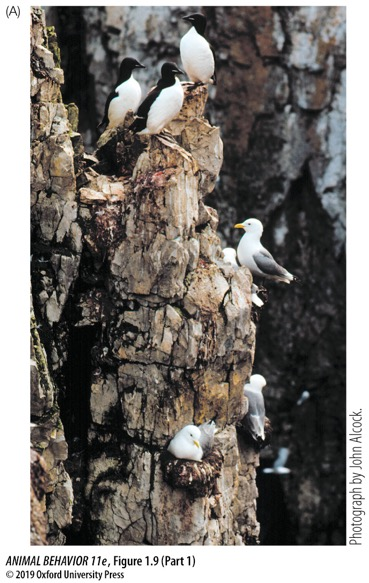 (A)
Photograph by John Alcock.
ANIMAL BEHAVIOR 11e, Figure 1.9 (Part 1)
© 2019 Oxford University Press